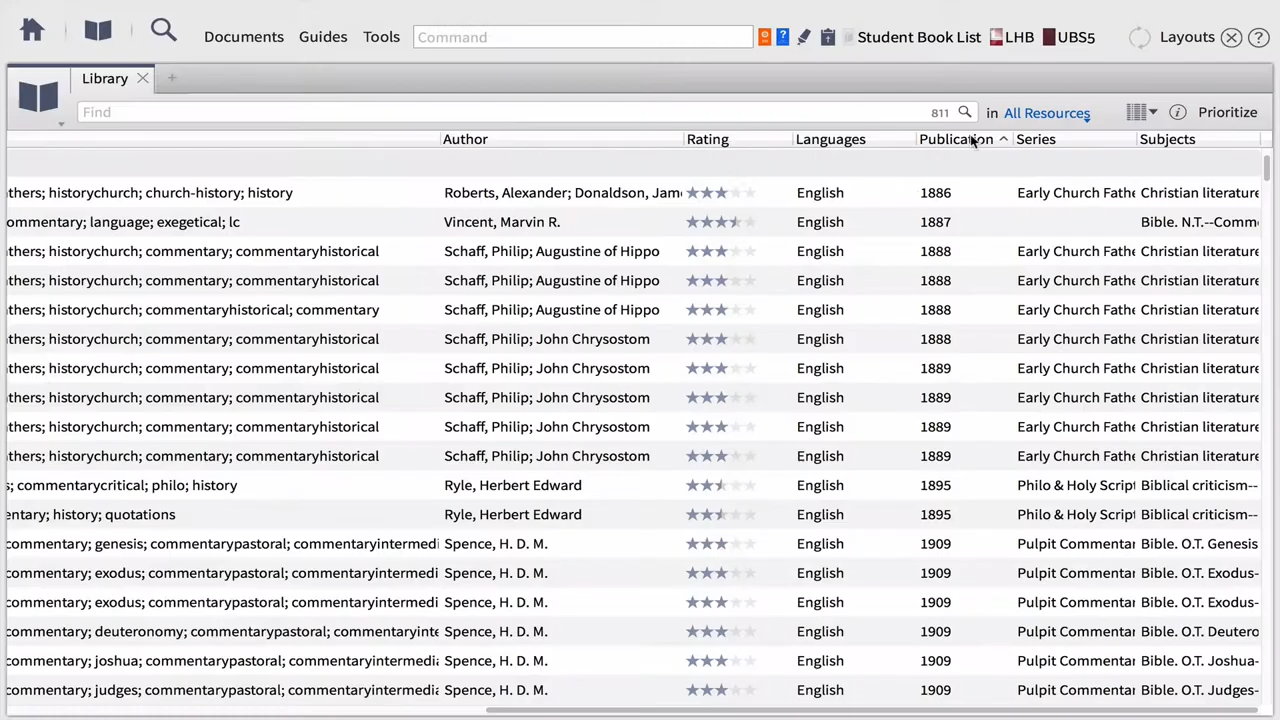 Documents Guides Tools Command Student Book List LHB UBS5 Layouts
Library
Find 811 in All Resources Prioritize
Author Rating Languages Publication Series Subjects
thers; historychurch; church-history; history Roberts, Alexander; Donaldson, Jam English 1886 Early Church Fathe Christian literature
ommentary; language; exegetical; lc Vincent, Marvin R. English 1887 Bible. N.T.--Comm
thers; historychurch; commentary; commentaryhistorical Schaff, Philip; Augustine of Hippo English 1888 Early Church Fathe Christian literature
thers; historychurch; commentary; commentaryhistorical Schaff, Philip; Augustine of Hippo English 1888 Early Church Fathe Christian literature
thers; historychurch; commentaryhistorical; commentary Schaff, Philip; Augustine of Hippo English 1888 Early Church Fathe Christian literature
thers; historychurch; commentary; commentaryhistorical Schaff, Philip; John Chrysostom English 1888 Early Church Fathe Christian literature
thers; historychurch; commentary; commentaryhistorical Schaff, Philip; John Chrysostom English 1889 Early Church Fathe Christian literature
thers; historychurch; commentary; commentaryhistorical Schaff, Philip; John Chrysostom English 1889 Early Church Fathe Christian literature
thers; historychurch; commentary; commentaryhistorical Schaff, Philip; John Chrysostom English 1889 Early Church Fathe Christian literature
thers; historychurch; commentary; commentaryhistorical Schaff, Philip; John Chrysostom English 1889 Early Church Fathe Christian literature
s; commentarycritical; philo; history Ryle, Herbert Edward English 1895 Philo & Holy Script Biblical criticism--
entary; history; quotations Ryle, Herbert Edward English 1895 Philo & Holy Script Biblical criticism--
commentary; genesis; commentarypastoral; commentaryintermedi Spence, H. D. M. English 1909 Pulpit Commentar Bible. O.T. Genesis
commentary; exodus; commentarypastoral; commentaryintermedi Spence, H. D. M. English 1909 Pulpit Commentar Bible. O.T. Exodus-
commentary; exodus; commentarypastoral; commentaryintermedi Spence, H. D. M. English 1909 Pulpit Commentar Bible. O.T. Exodus-
commentary; deuteronomy; commentarypastoral; commentaryinte Spence, H. D. M. English 1909 Pulpit Commentar Bible. O.T. Deutero
commentary; joshua; commentarypastoral; commentaryintermedi Spence, H. D. M. English 1909 Pulpit Commentar Bible. O.T. Joshua-
commentary; judges; commentarypastoral; commentaryintermedi Spence, H. D. M. English 1909 Pulpit Commentar Bible. O.T. Judges-